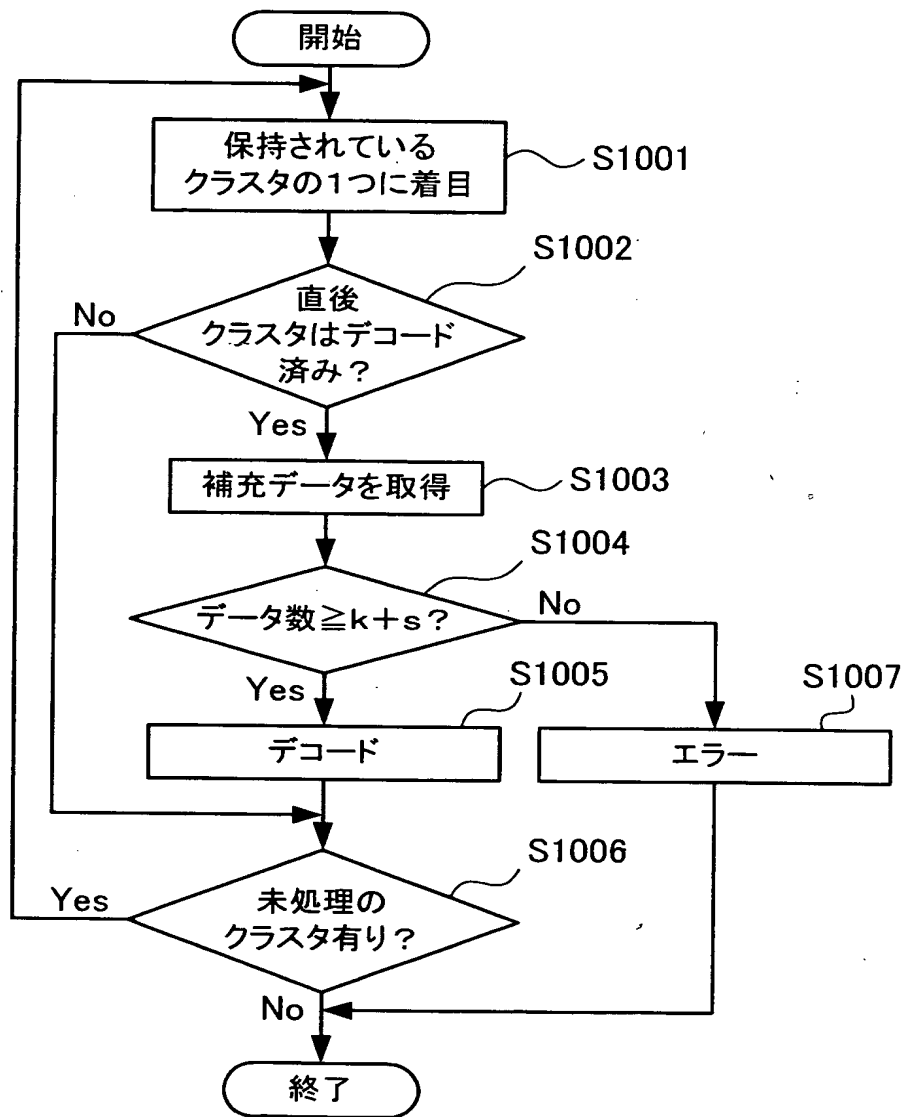 開始
保持されている
クラスタの1つに着目
S1001
S1002
直後
クラスタはデコード
済み？
No
Yes
補充データを取得
S1003
S1004
データ数≧k＋s？
No
Yes
S1005
デコード
S1007
エラー
S1006
未処理の
クラスタ有り？
Yes
No
終了